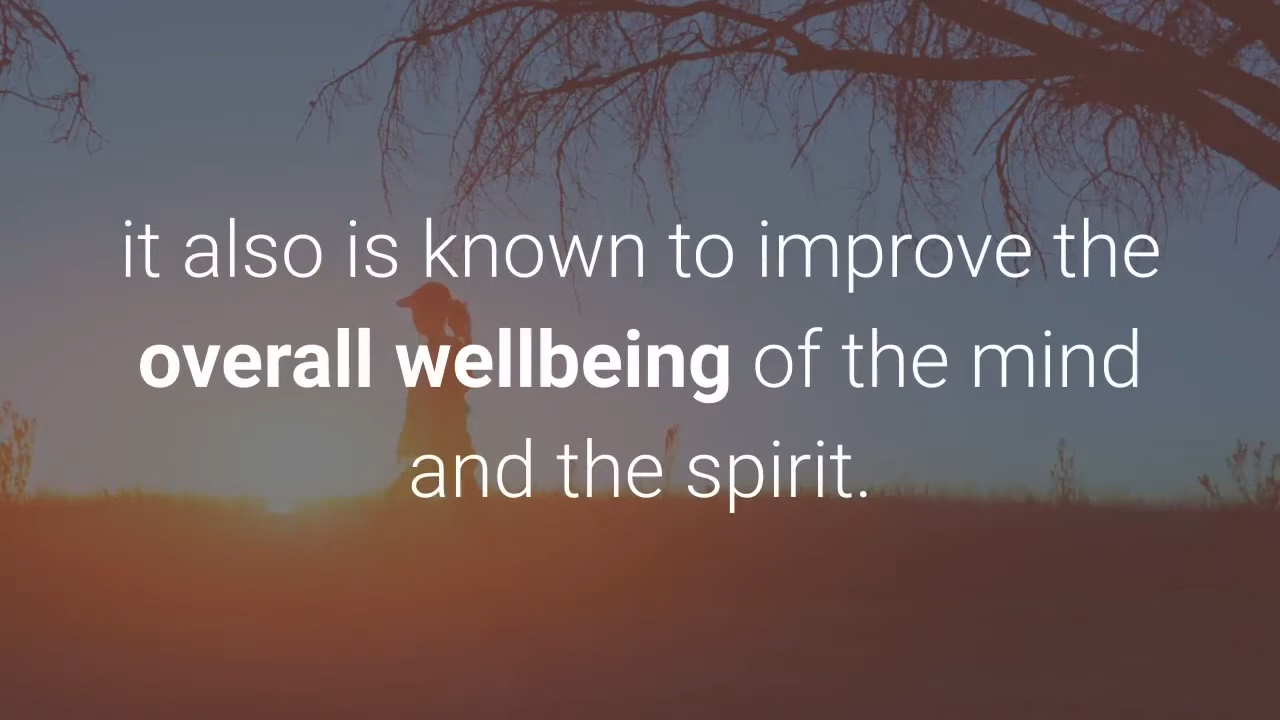 it also is known to improve the
overall wellbeing of the mind
and the spirit.